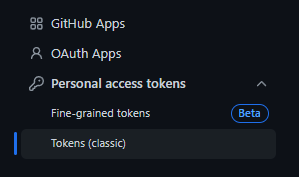 GitHub Apps
OAuth Apps
Personal access tokens
Fine-grained tokens Beta
Tokens (classic)